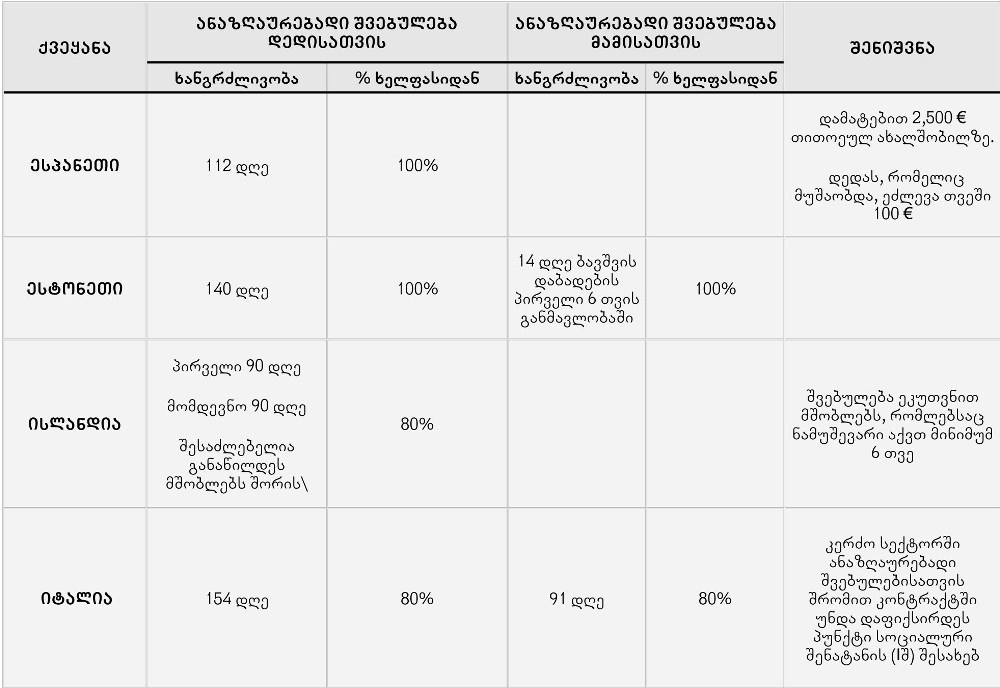 ქვეყანა
ანაზღაურებადი შვებულება
დედისათვის
ანაზღაურებადი შვებულება
მამისათვის
შენიშვნა
ხანგრძლივობა
% ხელფასიდან
ხანგრძლივობა
% ხელფასიდან
ესპანეთი
112 დღე
100%
დამატებით 2,500 €
თითოეულ ახალშობილზე.
დედას, რომელიც
მუშაობდა, ეძლევა თვეში
100 €
ესტონეთი
140 დღე
100%
14 დღე ბავშვის
დაბადების
პირველი 6 თვის
განმავლობაში
100%
ისლანდია
პირველი 90 დღე
მომდევნო 90 დღე
შესაძლებელია
განაწილდეს
მშობლებს შორის\
80%
შვებულება ეკუთვნით
მშობლებს, რომლებსაც
ნამუშევარი აქვთ მინიმუმ
6 თვე
იტალია
154 დღე
80%
91 დღე
80%
კერძო სექტორში
ანაზღაურებადი
შვებულებისათვის
შრომით კონტრაქტში
უნდა დაფიქსირდეს
პუნქტი სოციალური
შენატანის (Iშ) შესახებ